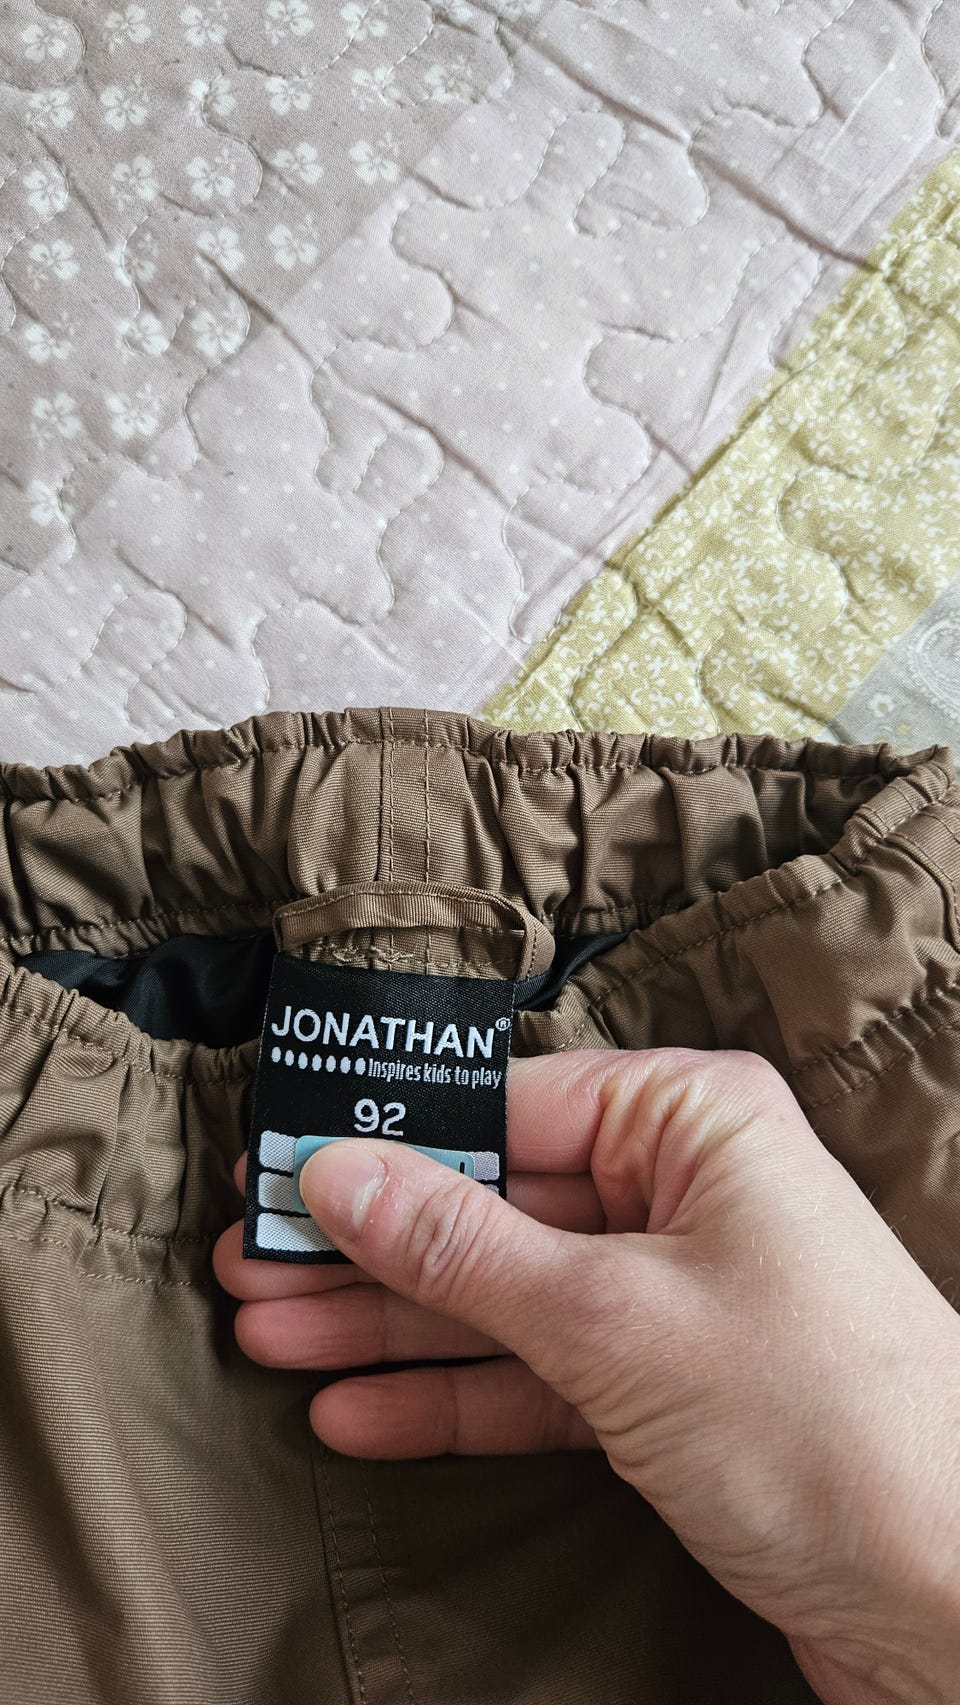 JONATHAN®
Inspires kids to play
92